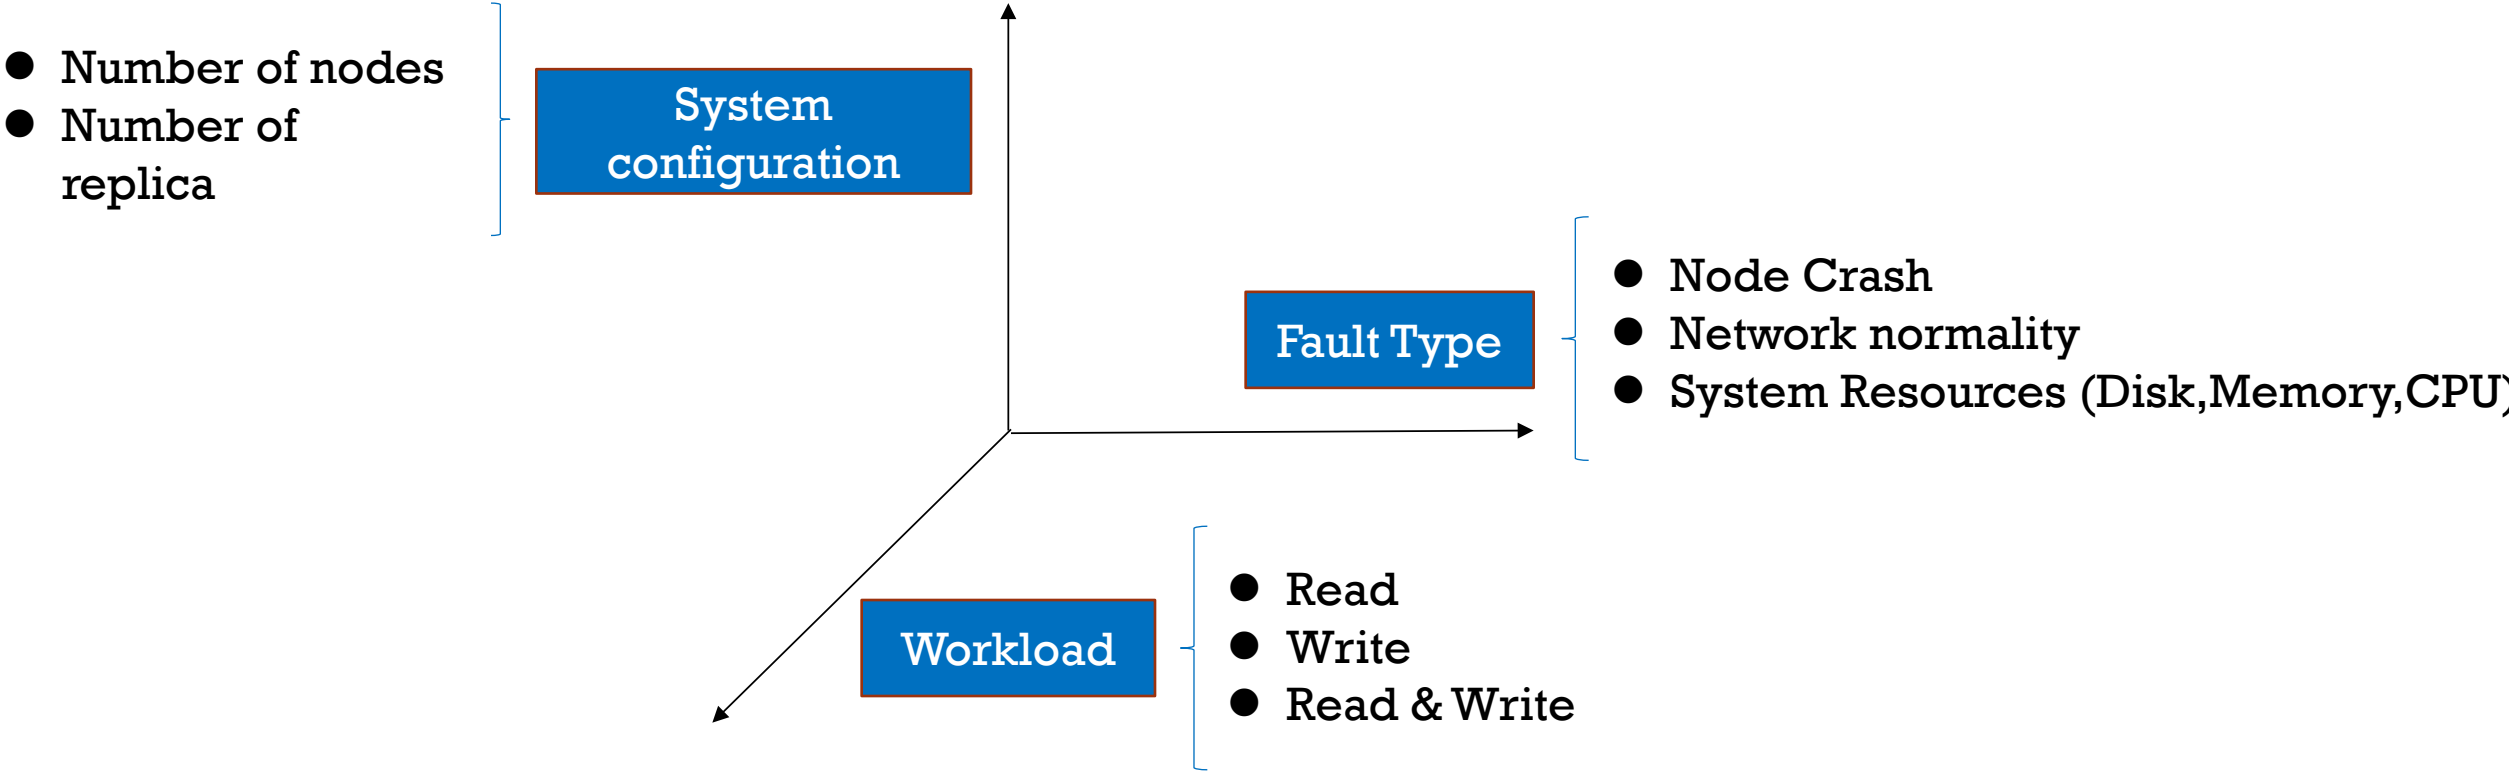 ● Number of nodes
● Number of
replica
System
configuration
Fault Type
● Node Crash
● Network normality
● System Resources (Disk,Memory,CPU)
Workload
● Read
● Write
● Read & Write